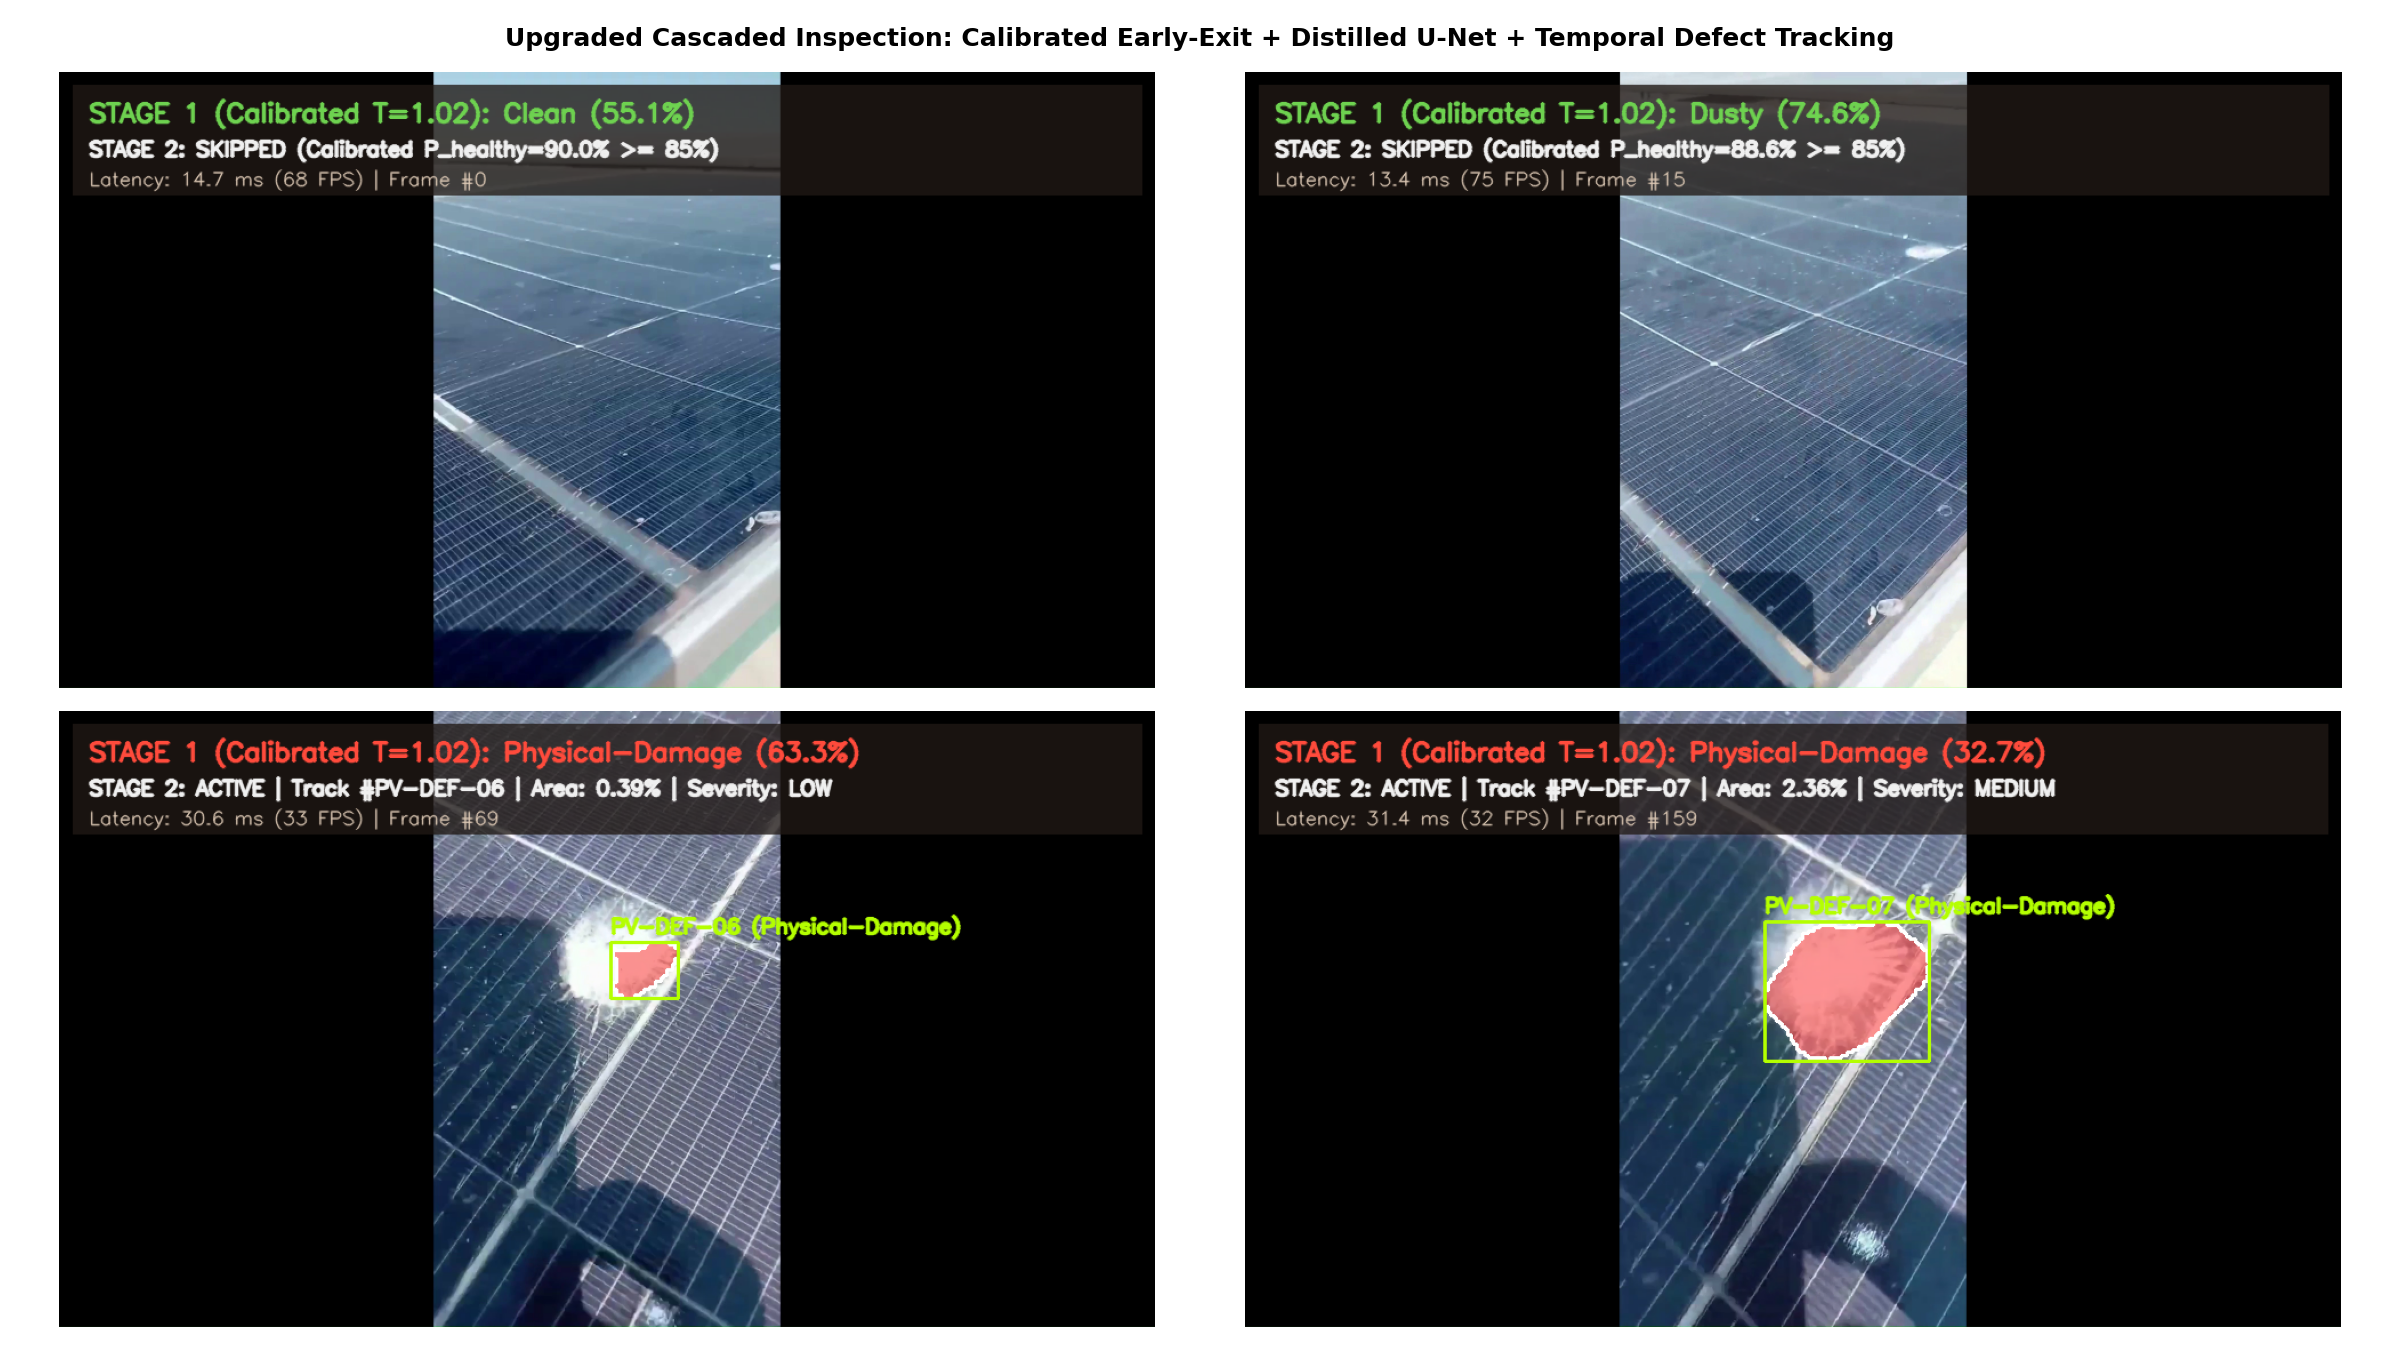 Upgraded Cascaded Inspection: Calibrated Early-Exit + Distilled U-Net + Temporal Defect Tracking
STAGE 1 (Calibrated T=1.02): Clean (55.1%)
STAGE 2: SKIPPED (Calibrated P_healthy=90.0% >= 85%)
Latency: 14.7 ms (68 FPS) | Frame #0
STAGE 1 (Calibrated T=1.02): Dusty (74.6%)
STAGE 2: SKIPPED (Calibrated P_healthy=88.6% >= 85%)
Latency: 13.4 ms (75 FPS) | Frame #15
STAGE 1 (Calibrated T=1.02): Physical-Damage (63.3%)
STAGE 2: ACTIVE | Track #PV-DEF-06 | Area: 0.39% | Severity: LOW
Latency: 30.6 ms (33 FPS) | Frame #69
PV-DEF-06 (Physical-Damage)
STAGE 1 (Calibrated T=1.02): Physical-Damage (32.7%)
STAGE 2: ACTIVE | Track #PV-DEF-07 | Area: 2.36% | Severity: MEDIUM
Latency: 31.4 ms (32 FPS) | Frame #159
PV-DEF-07 (Physical-Damage)